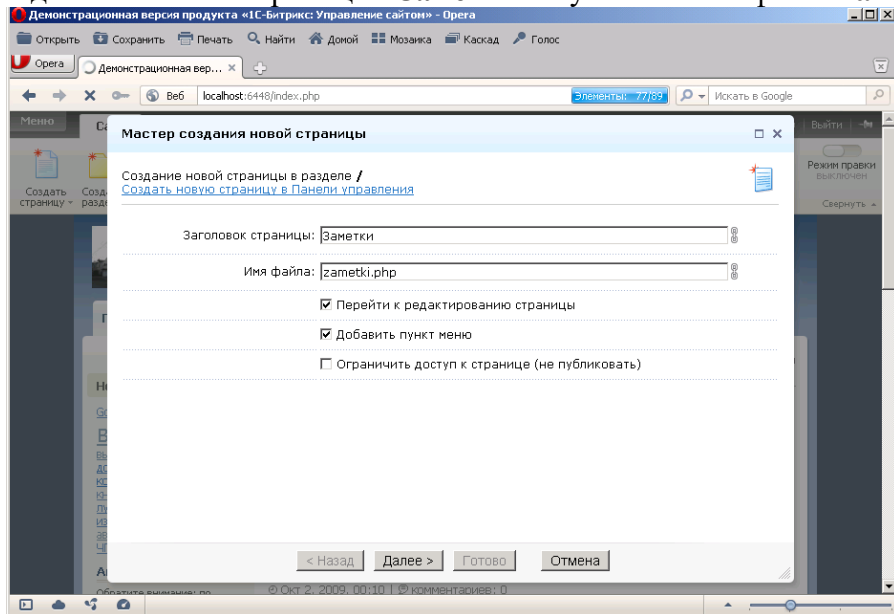 Демонстрационная версия продукта «1С-Битрикс: Управление сайтом» - Opera
Открыть Сохранить Печать Найти Домой Мозаика Каскад Голос
Opera Демонстрационная вер... ×
Веб localhost:6448/index.php Элементы: 77/89 Искать в Google
Меню Выйти
Мастер создания новой страницы
Создать страницу
Режим правки
выключен
Свернуть
Создание новой страницы в разделе /
Создать новую страницу в Панели управления
Заголовок страницы: Заметки
Имя файла: zametki.php
Перейти к редактированию страницы
Добавить пункт меню
Ограничить доступ к странице (не публиковать)
< Назад Далее > Готово Отмена
Обратите внимание: по Окт 2, 2009, 00:10 | комментариев: 0